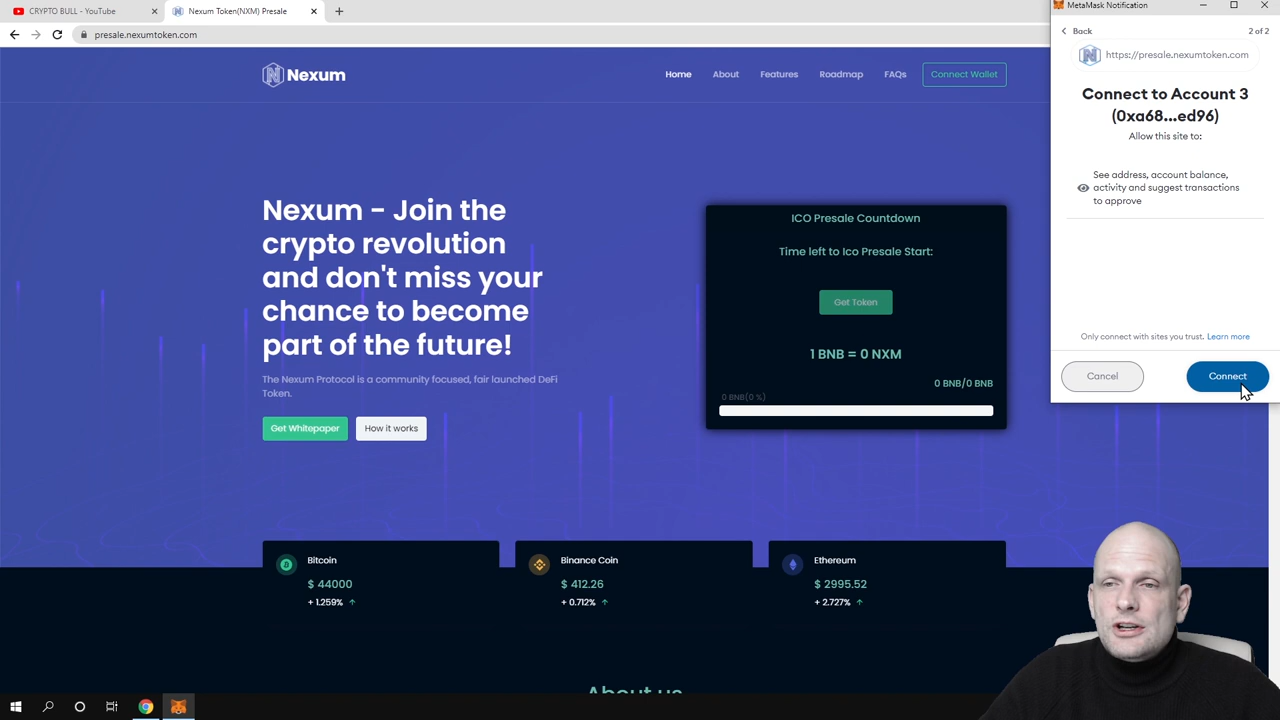 CRYPTO BULL - YouTube
Nexum Token(NXM) Presale
presale.nexumtoken.com
Nexum
Home
About
Features
Roadmap
FAQs
Connect Wallet
Nexum - Join the
crypto revolution
and don't miss your
chance to become
part of the future!
The Nexum Protocol is a community focused, fair launched DeFi
Token.
Get Whitepaper
How it works
ICO Presale Countdown
Time left to Ico Presale Start:
Get Token
1 BNB = 0 NXM
0 BNB/0 BNB
0 BNB(0 %)
Bitcoin
$ 44000
+ 1.259%
Binance Coin
$ 412.26
+ 0.712%
Ethereum
$ 2995.52
+ 2.727%
About us
MetaMask Notification
Back
2 of 2
https://presale.nexumtoken.com
Connect to Account 3
(0xa68...ed96)
Allow this site to:
See address, account balance,
activity and suggest transactions
to approve
Only connect with sites you trust. Learn more
Cancel
Connect